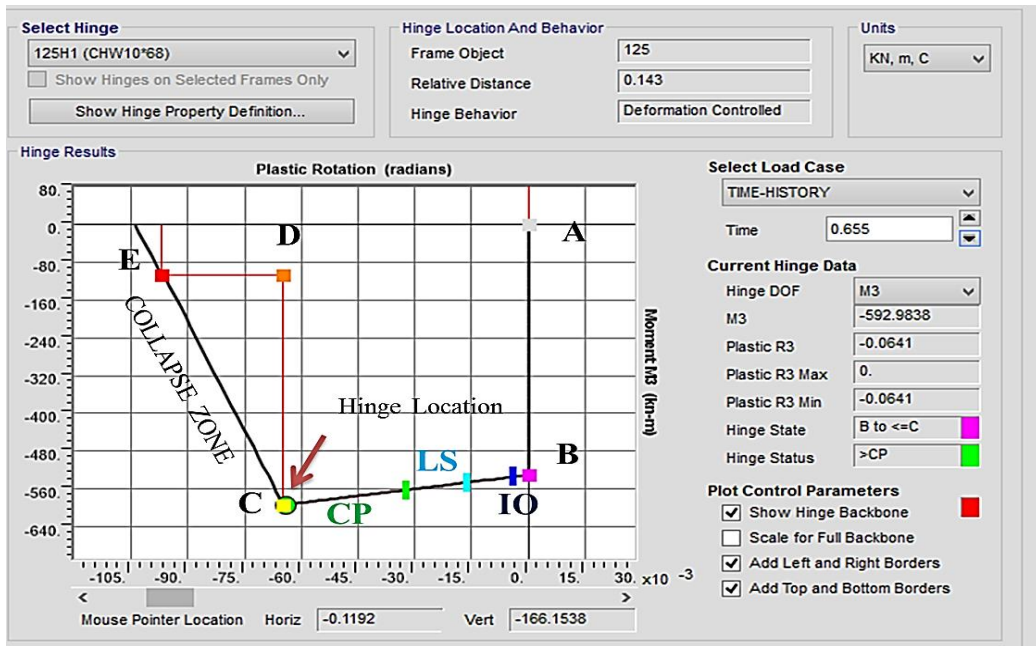 Select Hinge
125H1 (CHW10*68)
Show Hinges on Selected Frames Only
Show Hinge Property Definition...
Hinge Location And Behavior
Frame Object 125
Relative Distance 0.143
Hinge Behavior Deformation Controlled
Units
KN, m, C
Hinge Results
Plastic Rotation (radians)
80.
0.
-80.
-160.
-240.
-320.
-400.
-480.
-560.
-640.
E
D
A
COLLAPSE ZONE
Hinge Location
C
CP
LS
IO
B
Moment M3 (kn-m)
-105. -90. -75. -60. -45. -30. -15. 0. 15. 30. x10 -3
Mouse Pointer Location Horiz -0.1192 Vert -166.1538
Select Load Case
TIME-HISTORY
Time 0.655
Current Hinge Data
Hinge DOF M3
M3 -592.9838
Plastic R3 -0.0641
Plastic R3 Max 0.
Plastic R3 Min -0.0641
Hinge State B to <=C
Hinge Status >CP
Plot Control Parameters
Show Hinge Backbone
Scale for Full Backbone
Add Left and Right Borders
Add Top and Bottom Borders